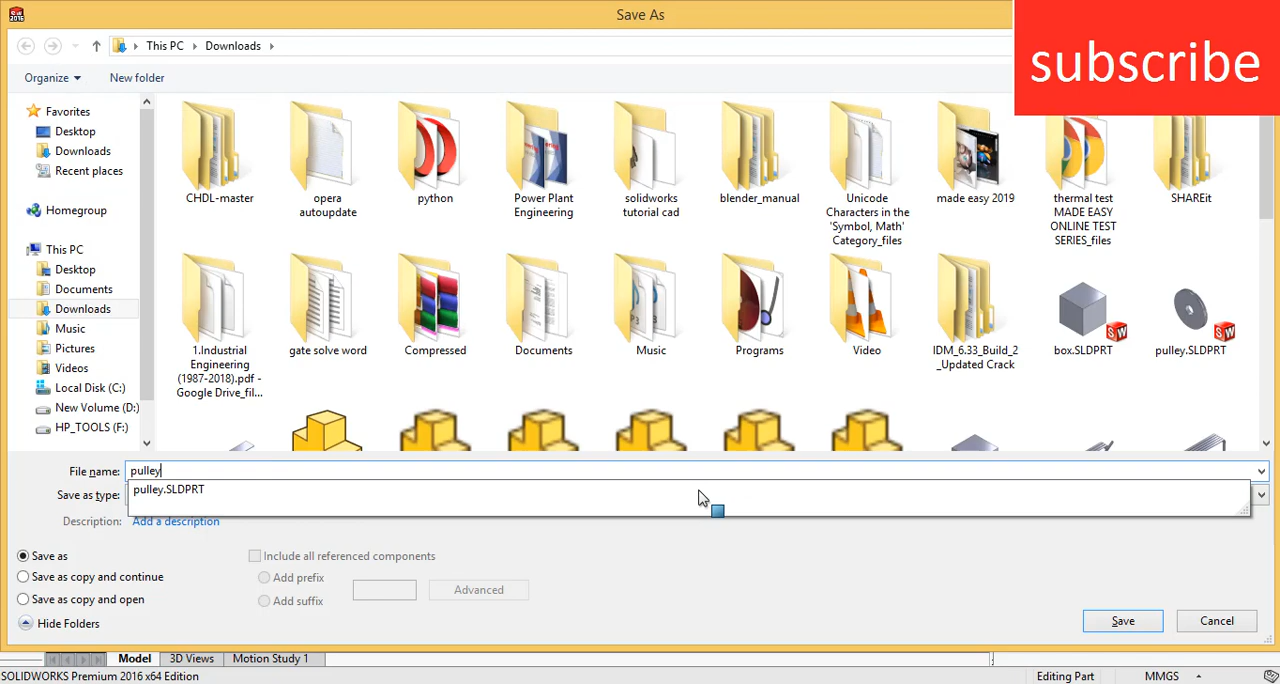 SW
2016
Save As
subscribe
This PC
Downloads
Organize
New folder
Favorites
Desktop
Downloads
Recent places
Homegroup
This PC
Desktop
Documents
Downloads
Music
Pictures
Videos
Local Disk (C:)
New Volume (D:)
HP_TOOLS (F:)
CHDL-master
opera
autoupdate
python
Power Plant
Engineering
solidworks
tutorial cad
blender_manual
Unicode
Characters in the
'Symbol, Math'
Category_files
made easy 2019
thermal test
MADE EASY
ONLINE TEST
SERIES_files
SHAREit
1.Industrial
Engineering
(1987-2018).pdf -
Google Drive_fil...
gate solve word
Compressed
Documents
Music
Programs
Video
IDM_6.33_Build_2
_Updated Crack
box.SLDPRT
pulley.SLDPRT
File name:
pulley
pulley.SLDPRT
Save as type:
Description:
Add a description
Save as
Save as copy and continue
Save as copy and open
Include all referenced components
Add prefix
Add suffix
Advanced
Hide Folders
Save
Cancel
Model
3D Views
Motion Study 1
SOLIDWORKS Premium 2016 x64 Edition
Editing Part
MMGS